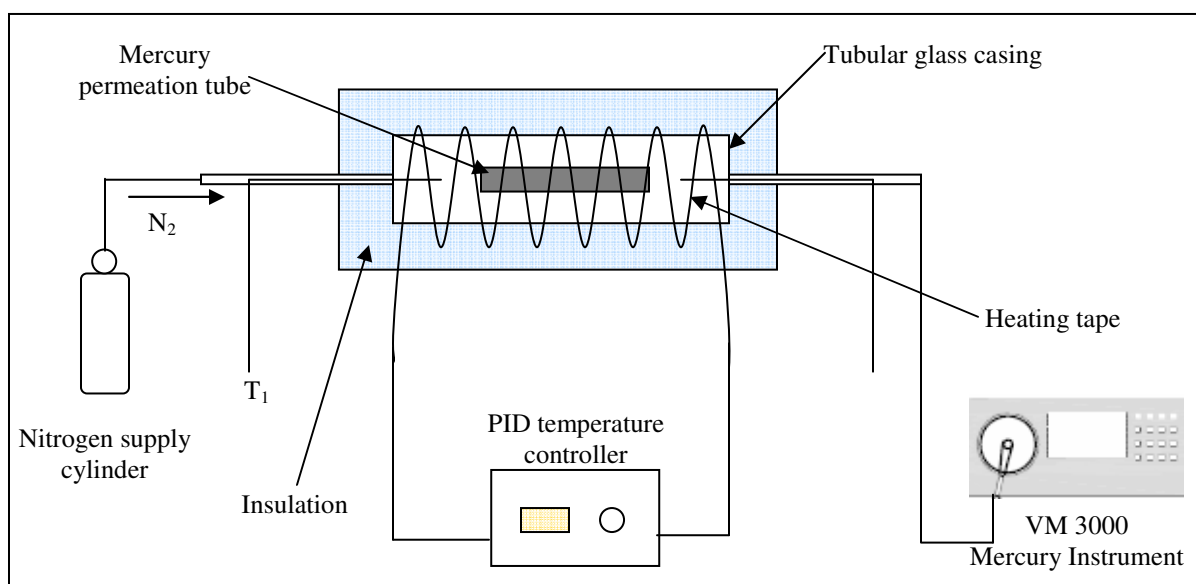 Mercury
permeation tube
Tubular glass casing
N₂
T₁
Heating tape
Nitrogen supply
cylinder
PID temperature
controller
Insulation
VM 3000
Mercury Instrument